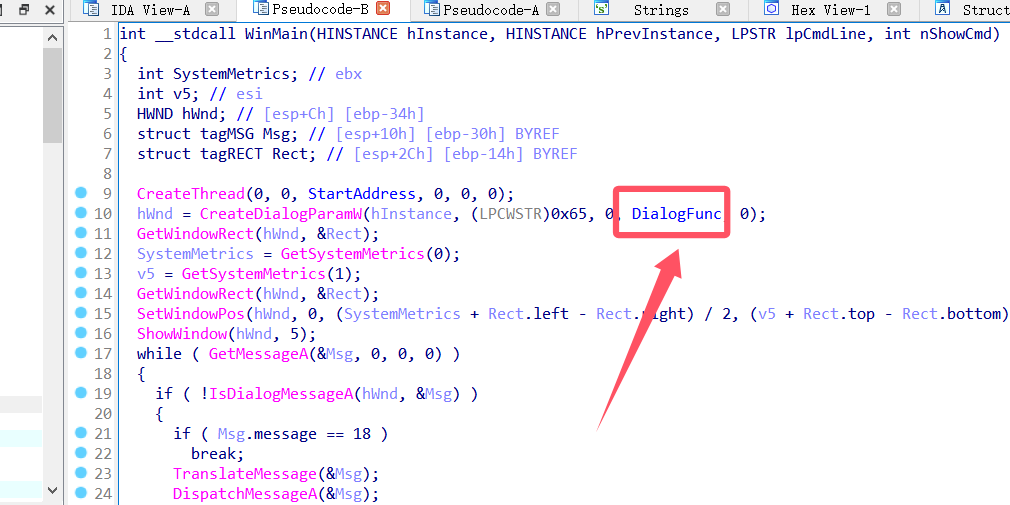 IDA View-A Pseudocode-B Pseudocode-A Strings Hex View-1 Struct
1 int __stdcall WinMain(HINSTANCE hInstance, HINSTANCE hPrevInstance, LPSTR lpCmdLine, int nShowCmd)
2 {
3 int SystemMetrics; // ebx
4 int v5; // esi
5 HWND hWnd; // [esp+Ch] [ebp-34h]
6 struct tagMSG Msg; // [esp+10h] [ebp-30h] BYREF
7 struct tagRECT Rect; // [esp+2Ch] [ebp-14h] BYREF
8
9 CreateThread(0, 0, StartAddress, 0, 0, 0);
10 hWnd = CreateDialogParamW(hInstance, (LPCWSTR)0x65, 0, DialogFunc, 0);
11 GetWindowRect(hWnd, &Rect);
12 SystemMetrics = GetSystemMetrics(0);
13 v5 = GetSystemMetrics(1);
14 GetWindowRect(hWnd, &Rect);
15 SetWindowPos(hWnd, 0, (SystemMetrics + Rect.left - Rect.right) / 2, (v5 + Rect.top - Rect.bottom)
16 ShowWindow(hWnd, 5);
17 while ( GetMessageA(&Msg, 0, 0, 0) )
18 {
19 if ( !IsDialogMessageA(hWnd, &Msg) )
20 {
21 if ( Msg.message == 18 )
22 break;
23 TranslateMessage(&Msg);
24 DispatchMessageA(&Msg);